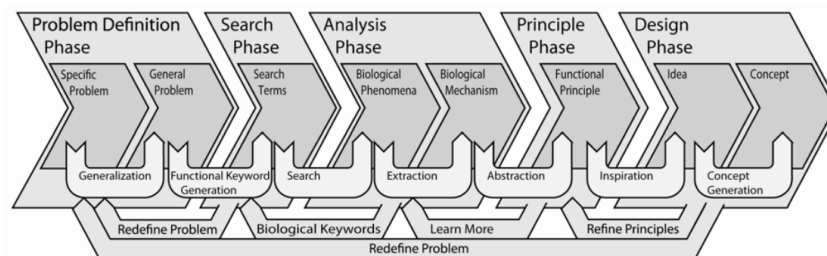 Problem Definition
Phase
Search
Phase
Analysis
Phase
Principle
Phase
Design
Phase
Specific
Problem
General
Problem
Search
Terms
Biological
Phenomena
Biological
Mechanism
Functional
Principle
Idea
Concept
Generalization
Functional Keyword
Generation
Search
Extraction
Abstraction
Inspiration
Concept
Generation
Redefine Problem
Biological Keywords
Learn More
Refine Principles
Redefine Problem